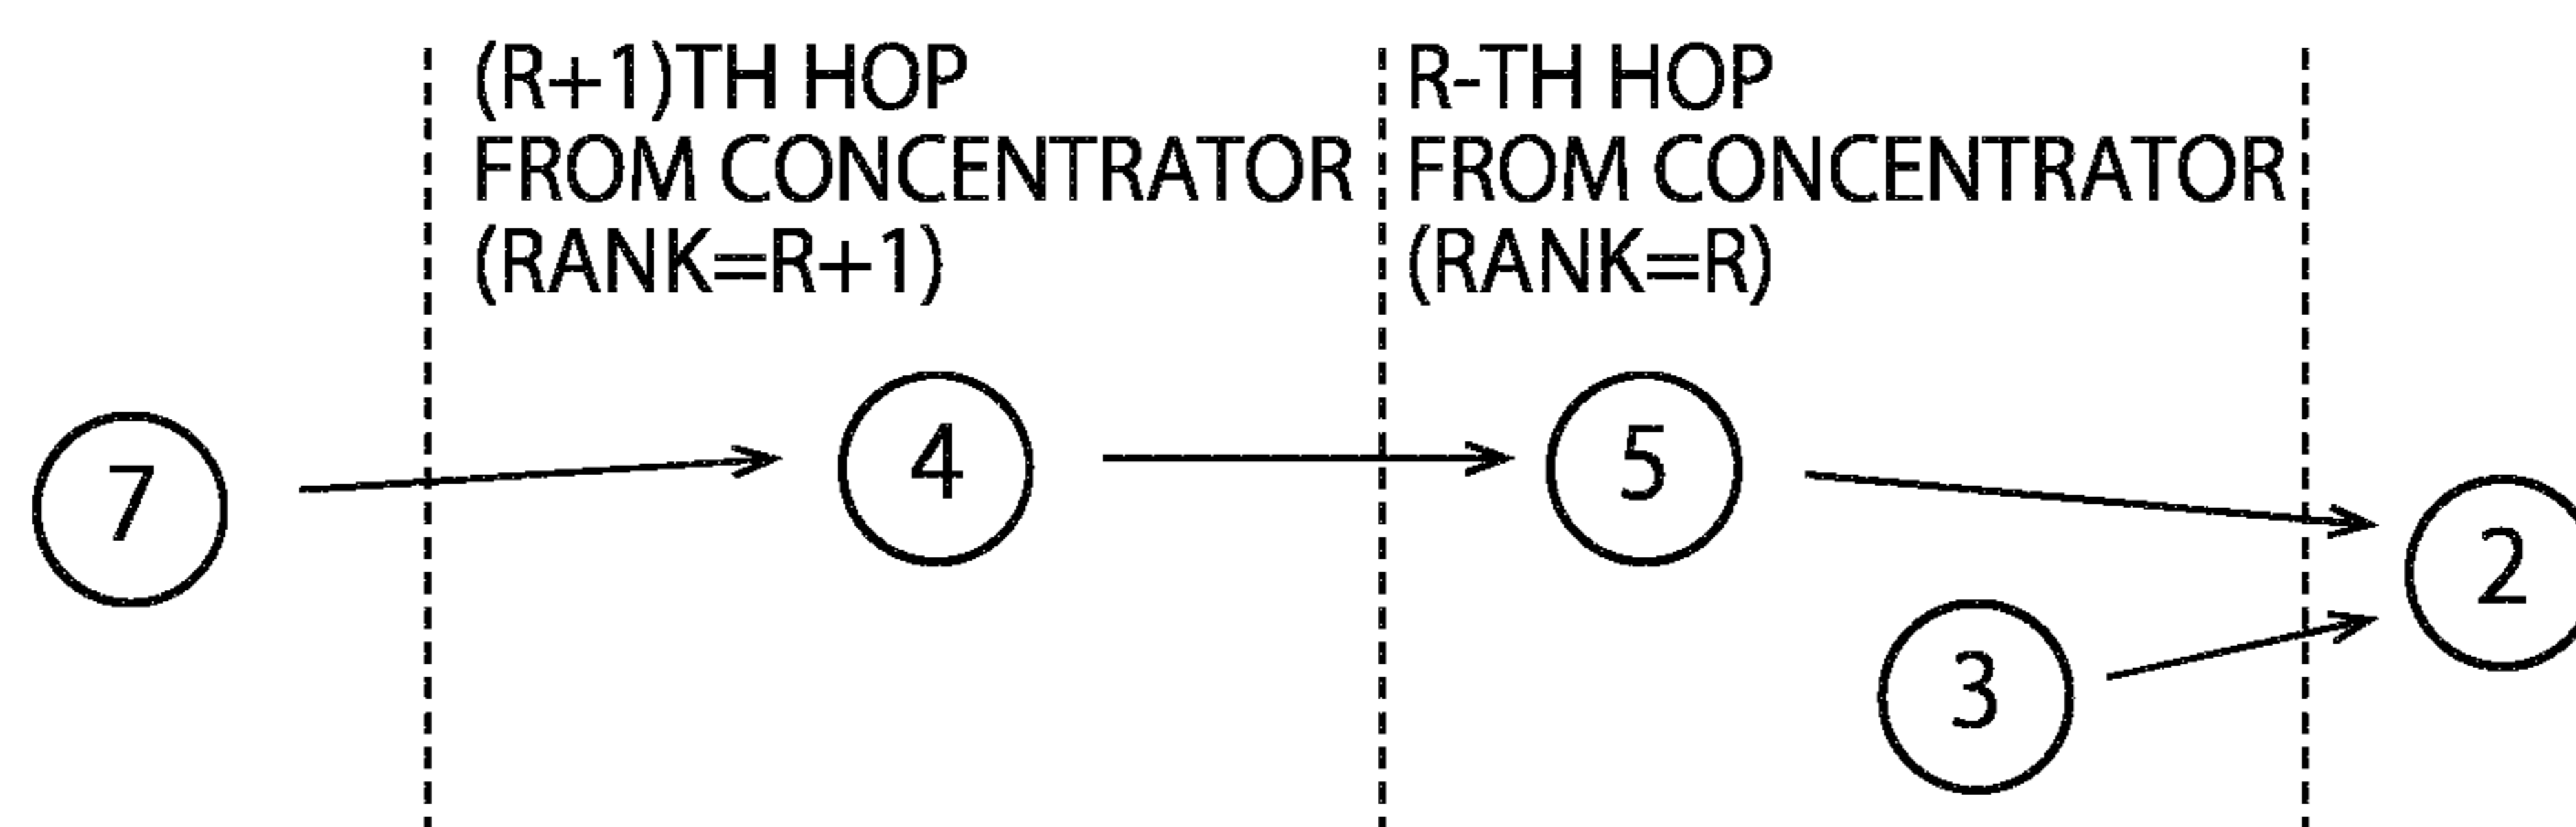 (R+1)TH HOP
FROM CONCENTRATOR
(RANK=R+1)
R-TH HOP
FROM CONCENTRATOR
(RANK=R)
7
4
5
3
2